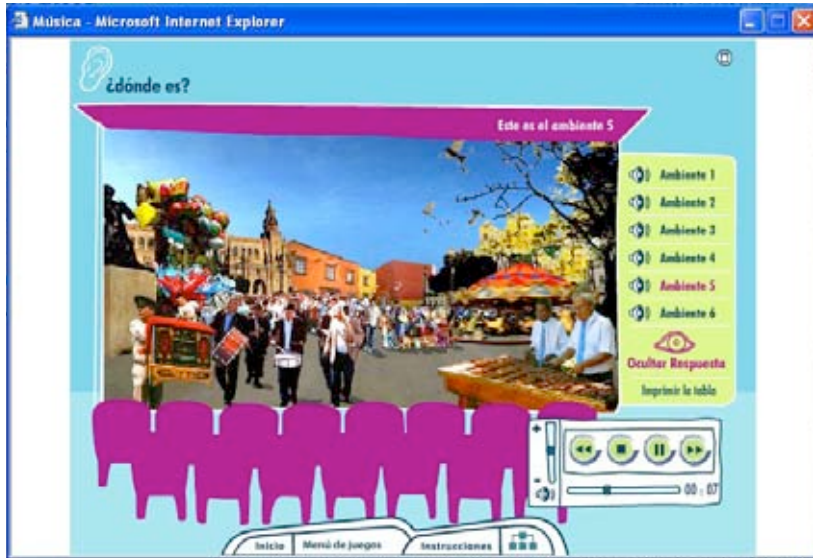 Música - Microsoft Internet Explorer
¿dónde es?
Este es el ambiente 5
Ambiente 1
Ambiente 2
Ambiente 3
Ambiente 4
Ambiente 5
Ambiente 6
Ocultar Respuesta
Imprimir la tabla
+
-
00 : 07
Inicio
Menú de juegos
Instrucciones